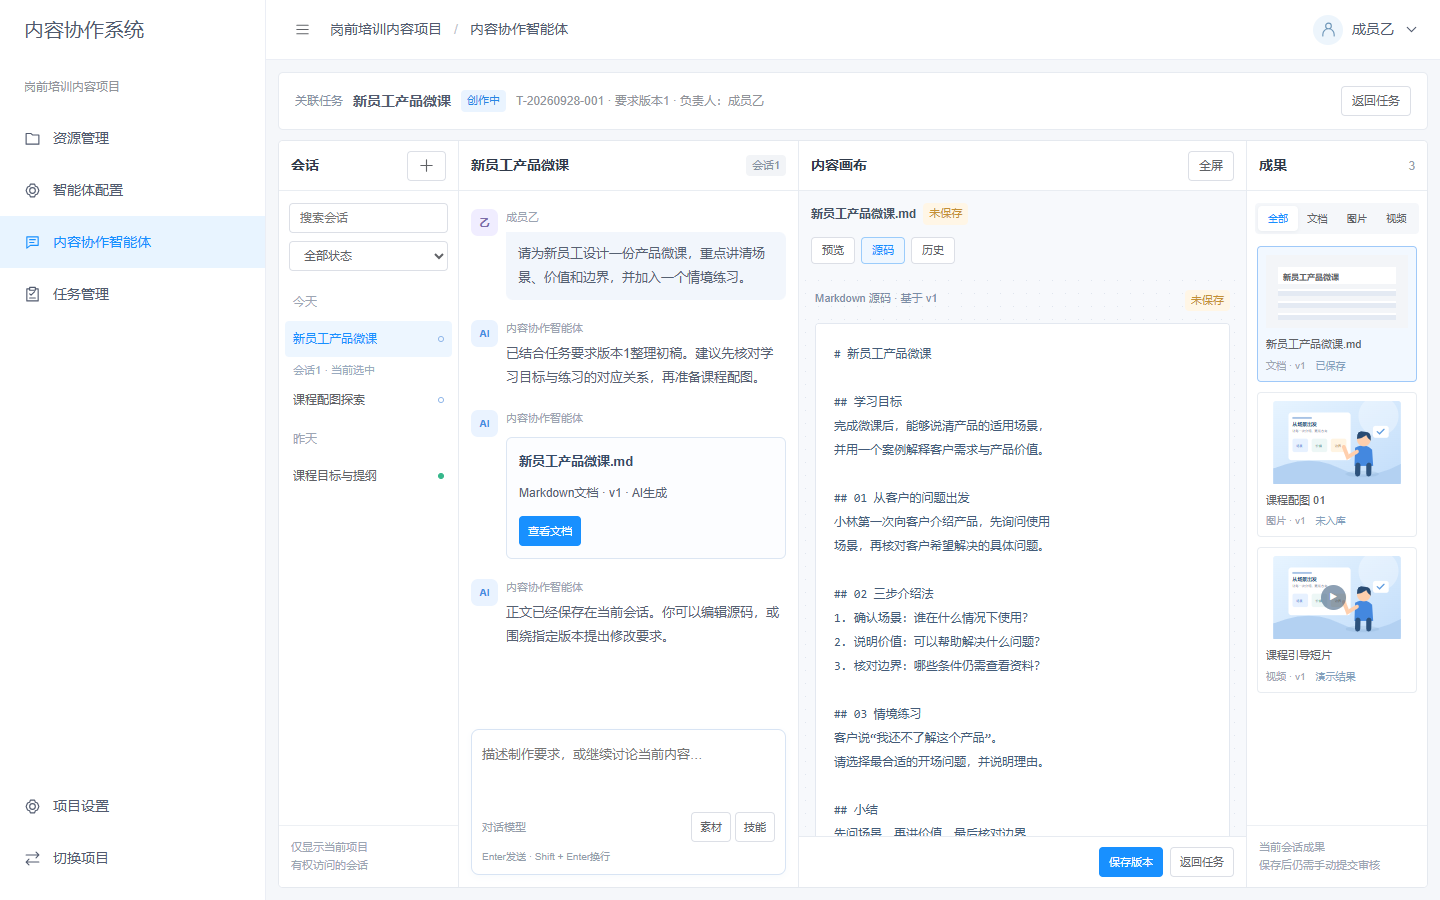 内容协作系统
岗前培训内容项目
资源管理
智能体配置
内容协作智能体
任务管理
项目设置
切换项目
岗前培训内容项目 / 内容协作智能体
成员乙
关联任务 新员工产品微课 创作中 T-20260928-001 · 要求版本1 · 负责人：成员乙
返回任务
会话
搜索会话
全部状态
今天
新员工产品微课
会话1 · 当前选中
课程配图探索
昨天
课程目标与提纲
仅显示当前项目
有权访问的会话
新员工产品微课 会话1
乙 成员乙
请为新员工设计一份产品微课，重点讲清场
景、价值和边界，并加入一个情境练习。
AI 内容协作智能体
已结合任务要求版本1整理初稿。建议先核对学
习目标与练习的对应关系，再准备课程配图。
AI 内容协作智能体
新员工产品微课.md
Markdown文档 · v1 · AI生成
查看文档
AI 内容协作智能体
正文已经保存在当前会话。你可以编辑源码，或
围绕指定版本提出修改要求。
描述制作要求，或继续讨论当前内容...
对话模型 素材 技能
Enter发送 · Shift + Enter换行
内容画布 全屏
新员工产品微课.md 未保存
预览 源码 历史
Markdown 源码 · 基于 v1 未保存
# 新员工产品微课
## 学习目标
完成微课后，能够说清产品的适用场景，
并用一个案例解释客户需求与产品价值。
## 01 从客户的问题出发
小林第一次向客户介绍产品，先询问使用
场景，再核对客户希望解决的具体问题。
## 02 三步介绍法
1. 确认场景：谁在什么情况下使用？
2. 说明价值：可以帮助解决什么问题？
3. 核对边界：哪些条件仍需查看资料？
## 03 情境练习
客户说“我还不了解这个产品”。
请选择最合适的开场问题，并说明理由。
## 小结
先问场景，再讲价值，最后核对边界
保存版本 返回任务
成果 3
全部 文档 图片 视频
新员工产品微课
新员工产品微课.md
文档 · v1 已保存
从场景出发
课程配图 01
图片 · v1 未入库
从场景出发
课程引导短片
视频 · v1 演示结果
当前会话成果
保存后仍需手动提交审核